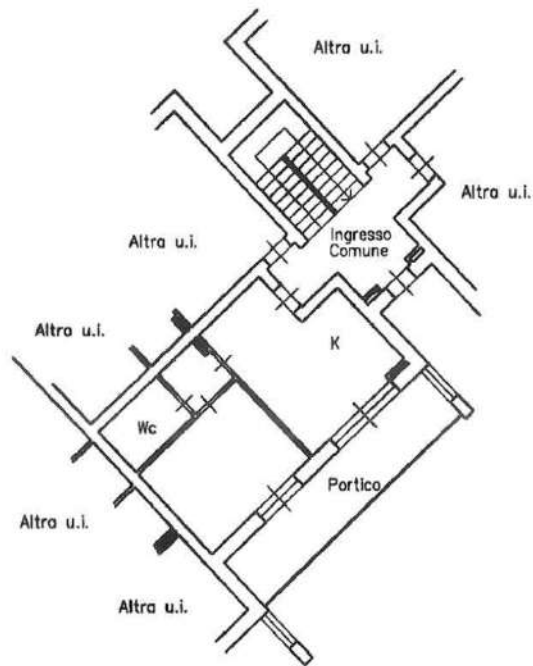 Altra u.i.
Altra u.i.
Altra u.i.
Ingresso
Comune
Altra u.i.
K
Wc
Portico
Altra u.i.
Altra u.i.